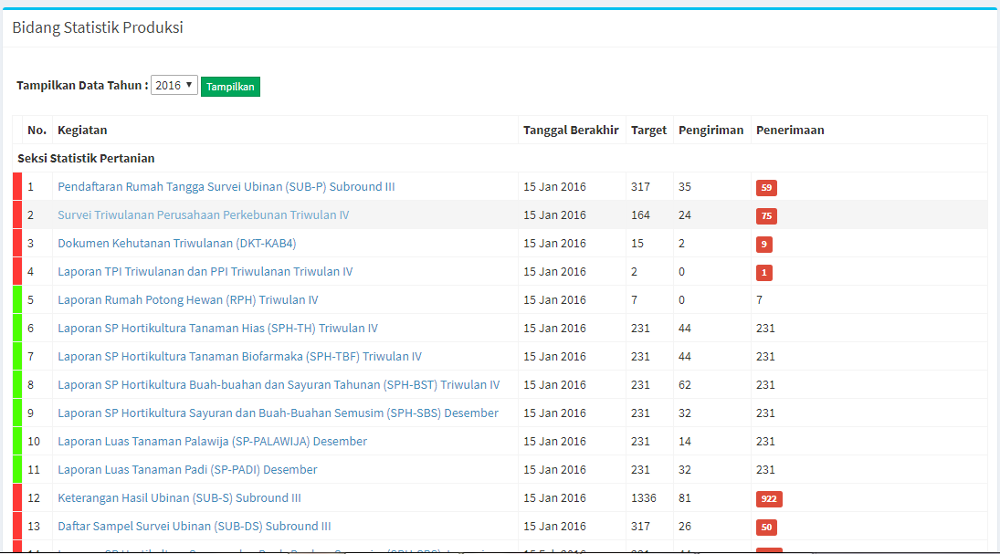 Bidang Statistik Produksi
Tampilkan Data Tahun : 2016 Tampilkan
No. Kegiatan Tanggal Berakhir Target Pengiriman Penerimaan
Seksi Statistik Pertanian
1 Pendaftaran Rumah Tangga Survei Ubinan (SUB-P) Subround III 15 Jan 2016 317 35 59
2 Survei Triwulanan Perusahaan Perkebunan Triwulan IV 15 Jan 2016 164 24 75
3 Dokumen Kehutanan Triwulanan (DKT-KAB4) 15 Jan 2016 15 2 9
4 Laporan TPI Triwulanan dan PPI Triwulanan Triwulan IV 15 Jan 2016 2 0 1
5 Laporan Rumah Potong Hewan (RPH) Triwulan IV 15 Jan 2016 7 0 7
6 Laporan SP Hortikultura Tanaman Hias (SPH-TH) Triwulan IV 15 Jan 2016 231 44 231
7 Laporan SP Hortikultura Tanaman Biofarmaka (SPH-TBF) Triwulan IV 15 Jan 2016 231 44 231
8 Laporan SP Hortikultura Buah-buahan dan Sayuran Tahunan (SPH-BST) Triwulan IV 15 Jan 2016 231 62 231
9 Laporan SP Hortikultura Sayuran dan Buah-Buahan Semusim (SPH-SBS) Desember 15 Jan 2016 231 32 231
10 Laporan Luas Tanaman Palawija (SP-PALAWIJA) Desember 15 Jan 2016 231 14 231
11 Laporan Luas Tanaman Padi (SP-PADI) Desember 15 Jan 2016 231 32 231
12 Keterangan Hasil Ubinan (SUB-S) Subround III 15 Jan 2016 1336 81 922
13 Daftar Sampel Survei Ubinan (SUB-DS) Subround III 15 Jan 2016 317 26 50